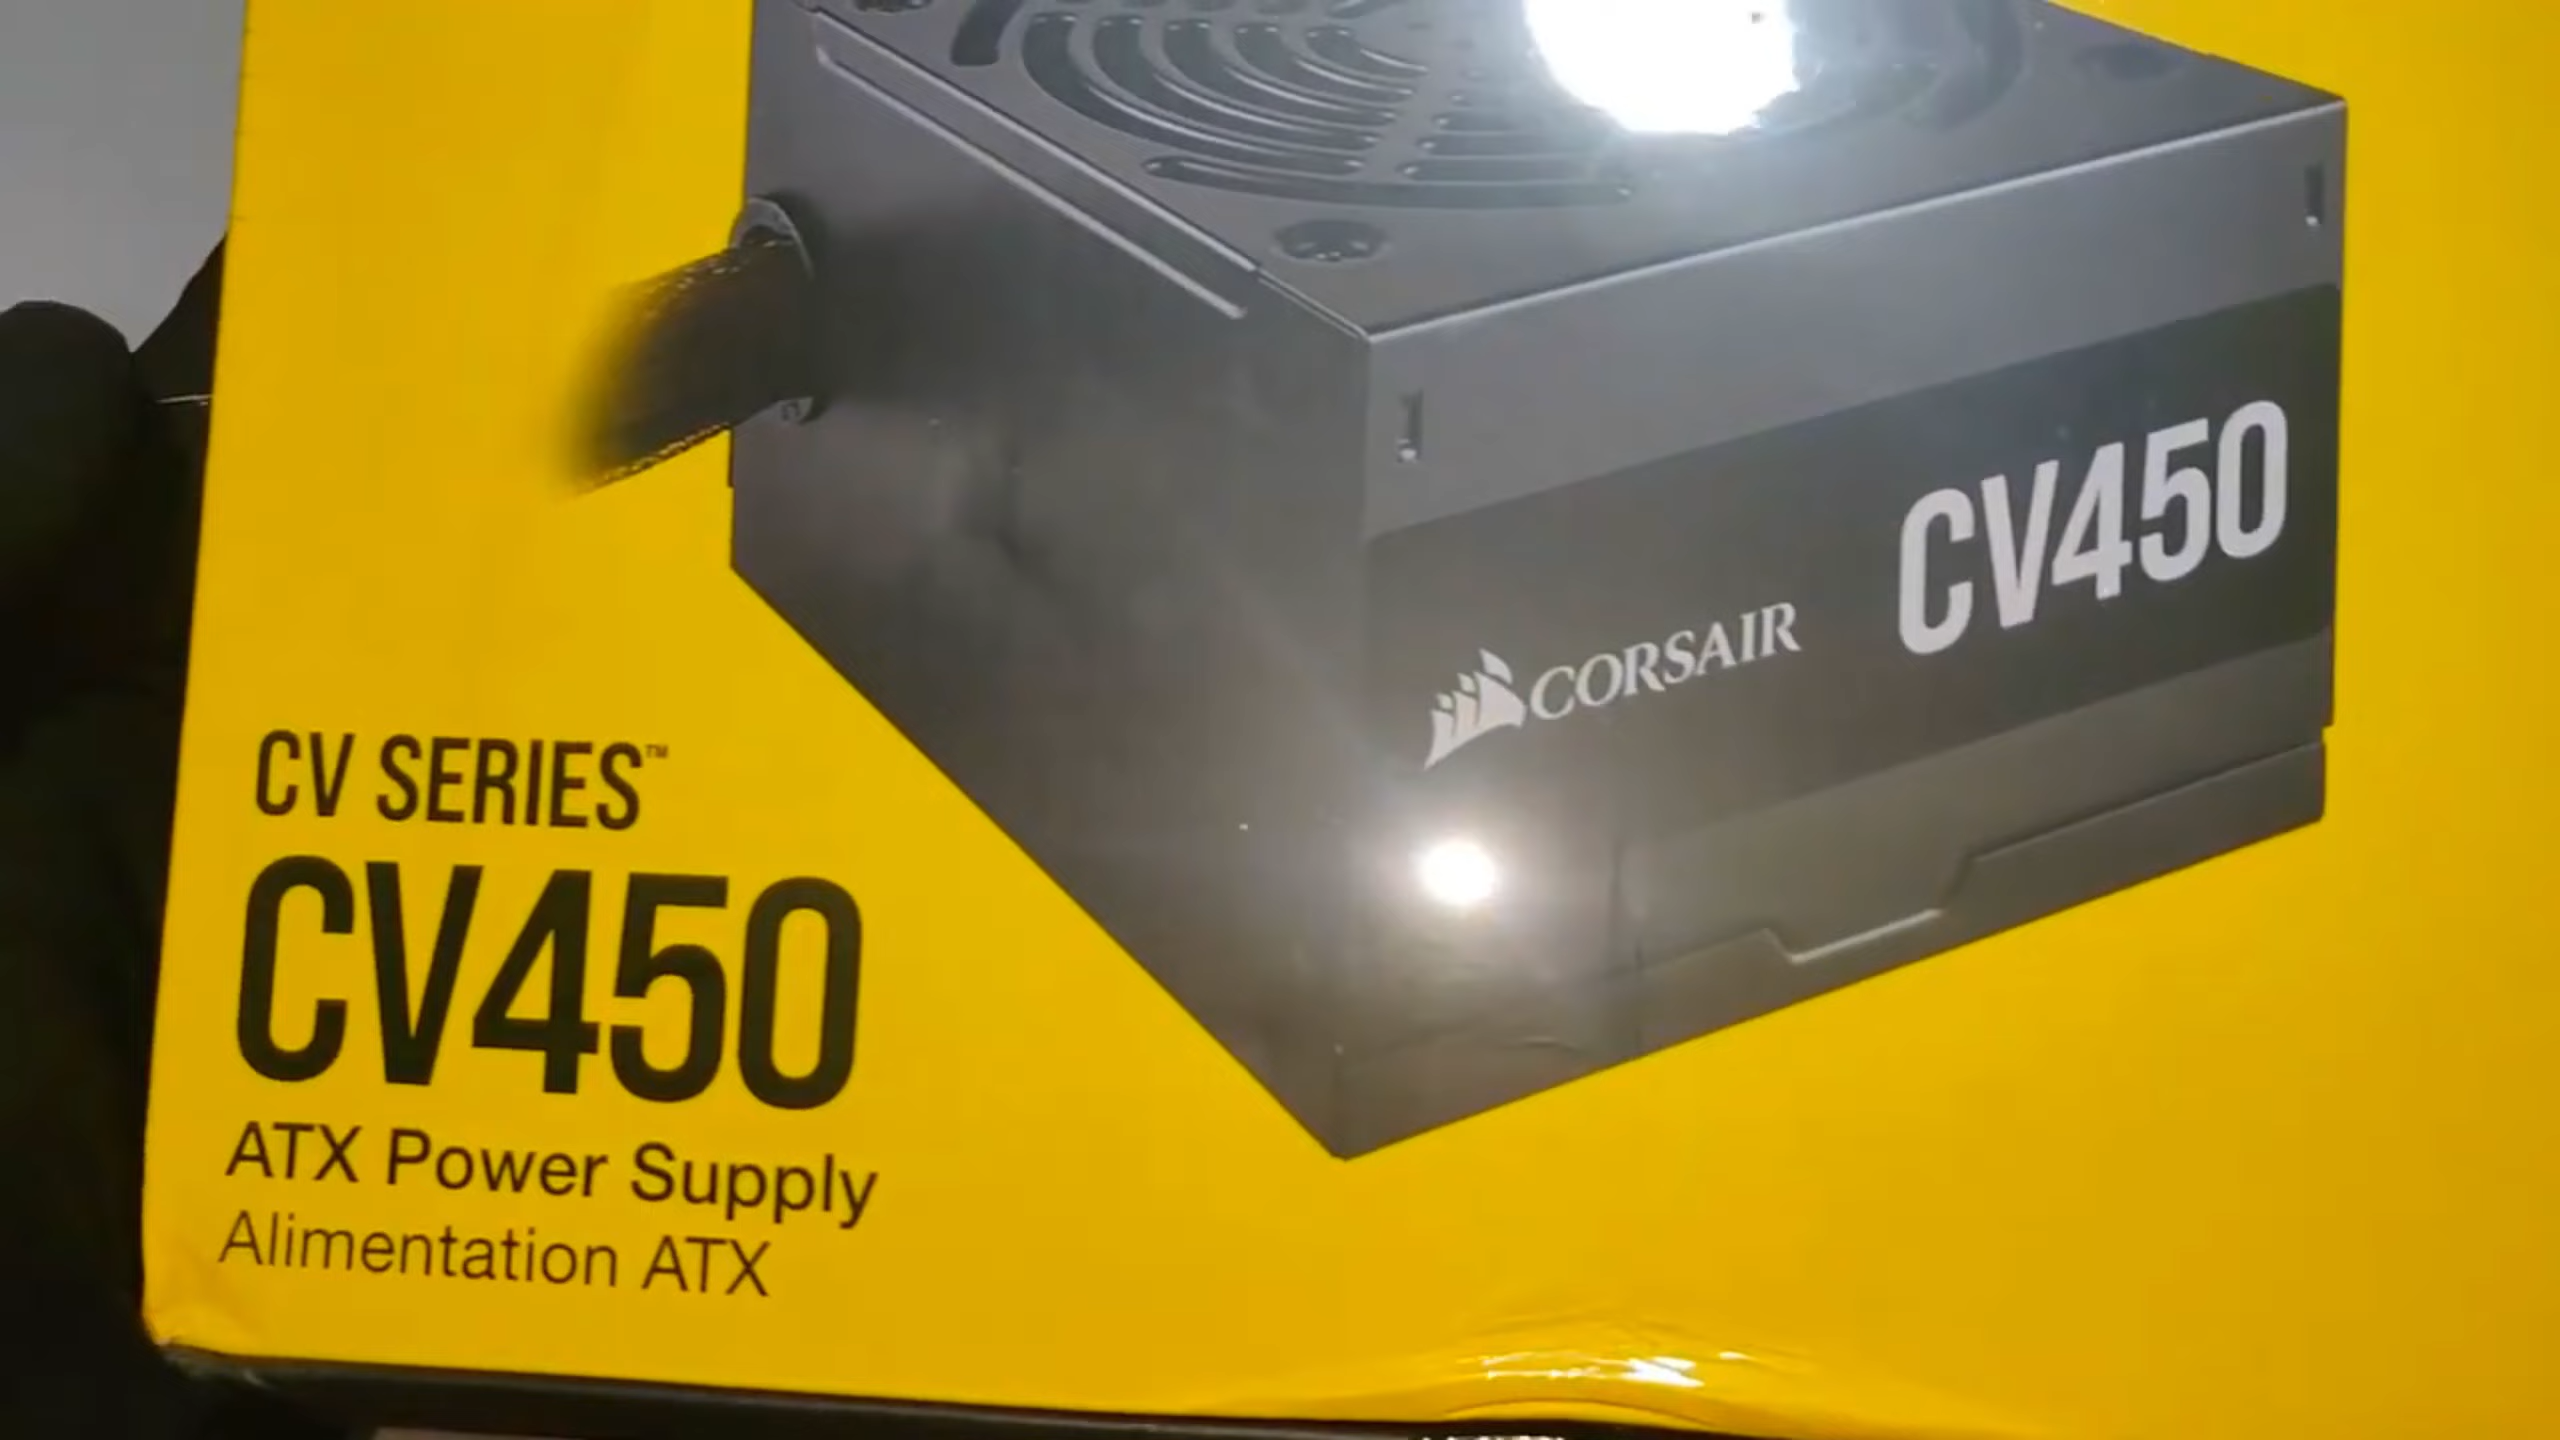 CORSAIR CV450
CV SERIES™
CV450
ATX Power Supply
Alimentation ATX